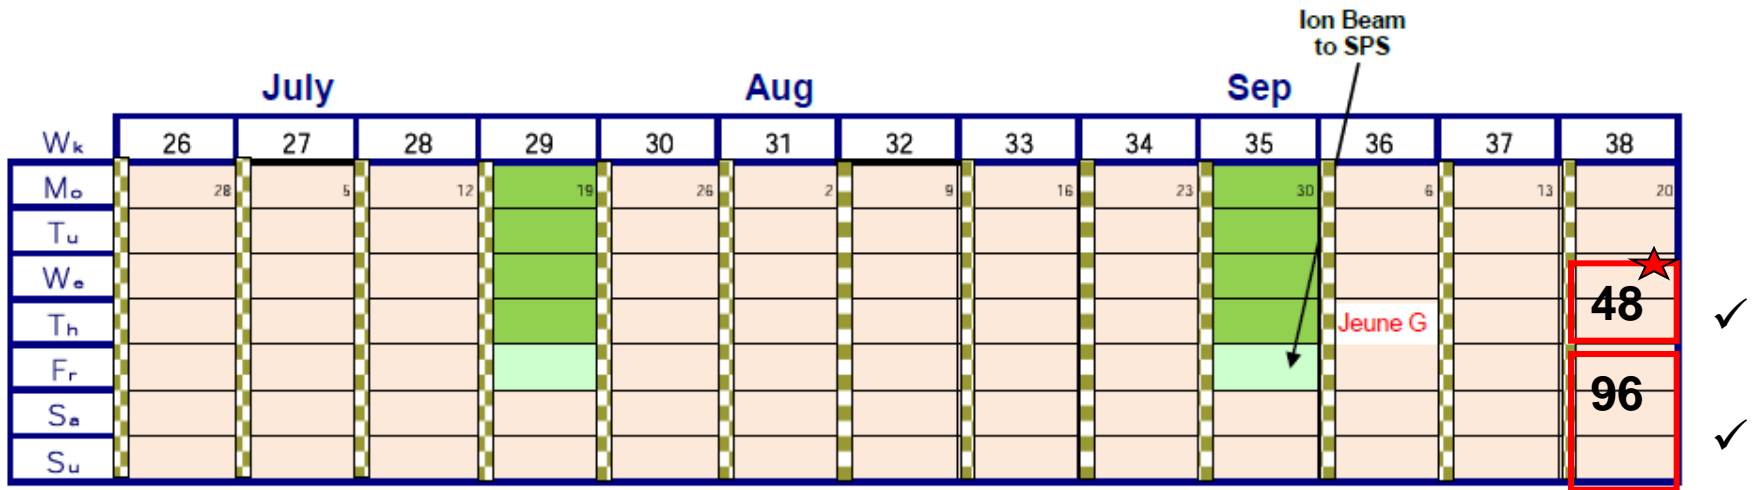 Ion Beam
to SPS
July Aug Sep
Wk 26 27 28 29 30 31 32 33 34 35 36 37 38
Mo 28 5 12 19 26 2 9 16 23 30 6 13 20
Tu
We
48
Th Jeune G
Fr
96
Sa
Su